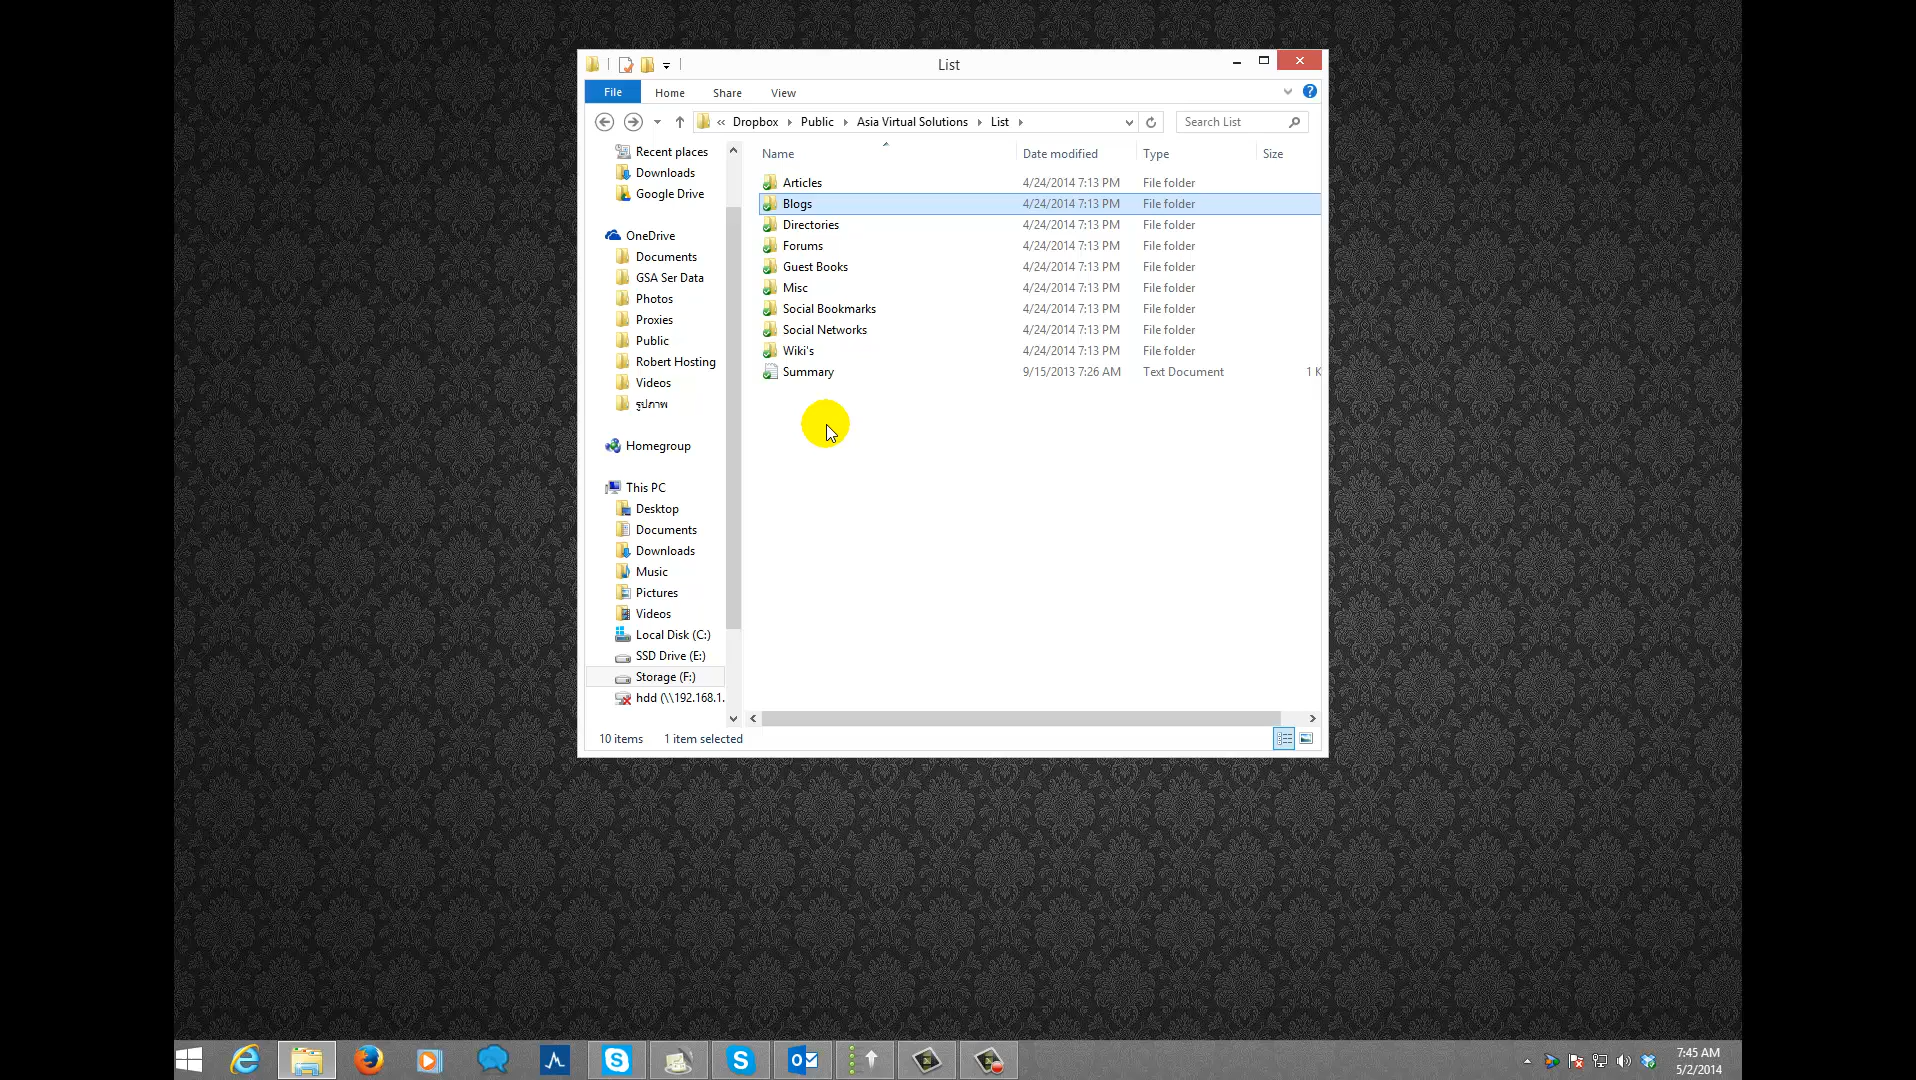 List
File Home Share View
« Dropbox Public Asia Virtual Solutions List
Search List
Name Date modified Type Size
Recent places
Downloads
Google Drive
OneDrive
Documents
GSA Ser Data
Photos
Proxies
Public
Robert Hosting
Videos
รูปภาพ
Homegroup
This PC
Desktop
Documents
Downloads
Music
Pictures
Videos
Local Disk (C:)
SSD Drive (E:)
Storage (F:)
hdd (\\192.168.1.
Articles 4/24/2014 7:13 PM File folder
Blogs 4/24/2014 7:13 PM File folder
Directories 4/24/2014 7:13 PM File folder
Forums 4/24/2014 7:13 PM File folder
Guest Books 4/24/2014 7:13 PM File folder
Misc 4/24/2014 7:13 PM File folder
Social Bookmarks 4/24/2014 7:13 PM File folder
Social Networks 4/24/2014 7:13 PM File folder
Wiki's 4/24/2014 7:13 PM File folder
Summary 9/15/2013 7:26 AM Text Document 1 K
10 items 1 item selected
7:45 AM
5/2/2014